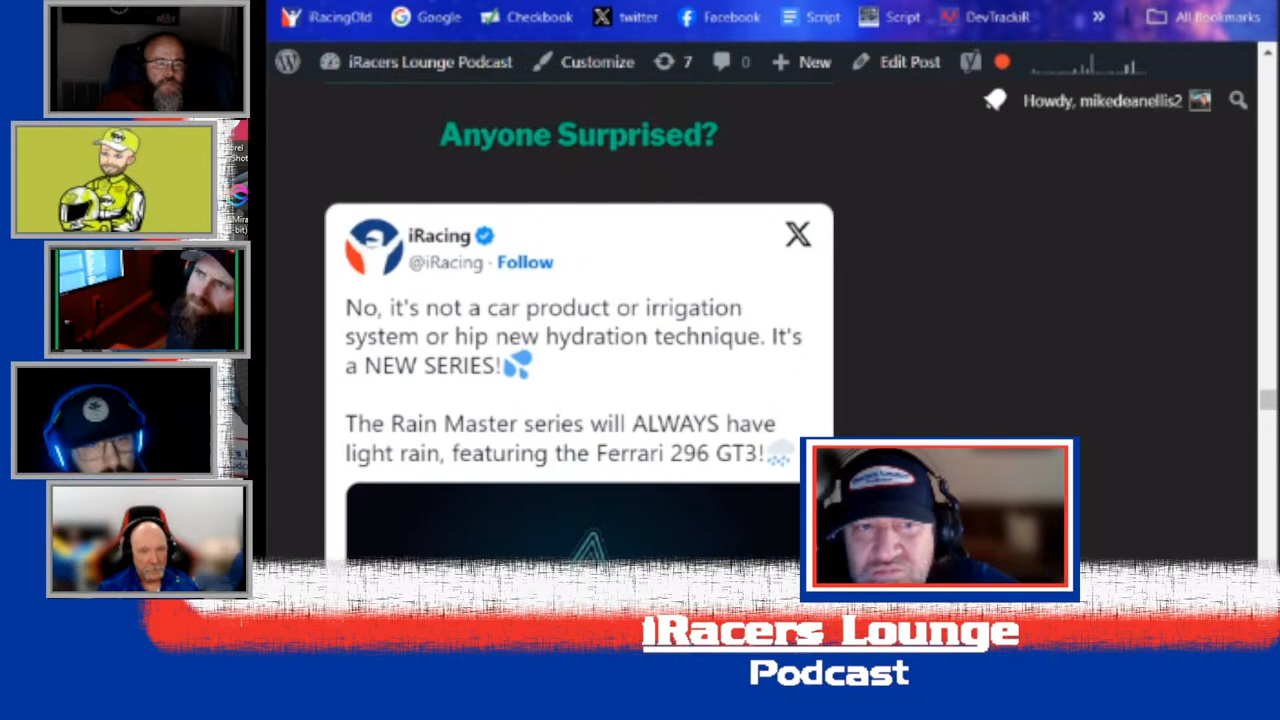 iRacingOld Google Checkbook twitter Facebook Script Script DevTrackiR » All Bookmarks
iRacers Lounge Podcast Customize 7 0 + New Edit Post
Howdy, mikedeanellis2
Anyone Surprised?
iRacing
@iRacing · Follow
No, it's not a car product or irrigation
system or hip new hydration technique. It's
a NEW SERIES!💦
The Rain Master series will ALWAYS have
light rain, featuring the Ferrari 296 GT3!🌧️
iRacers Lounge
Podcast